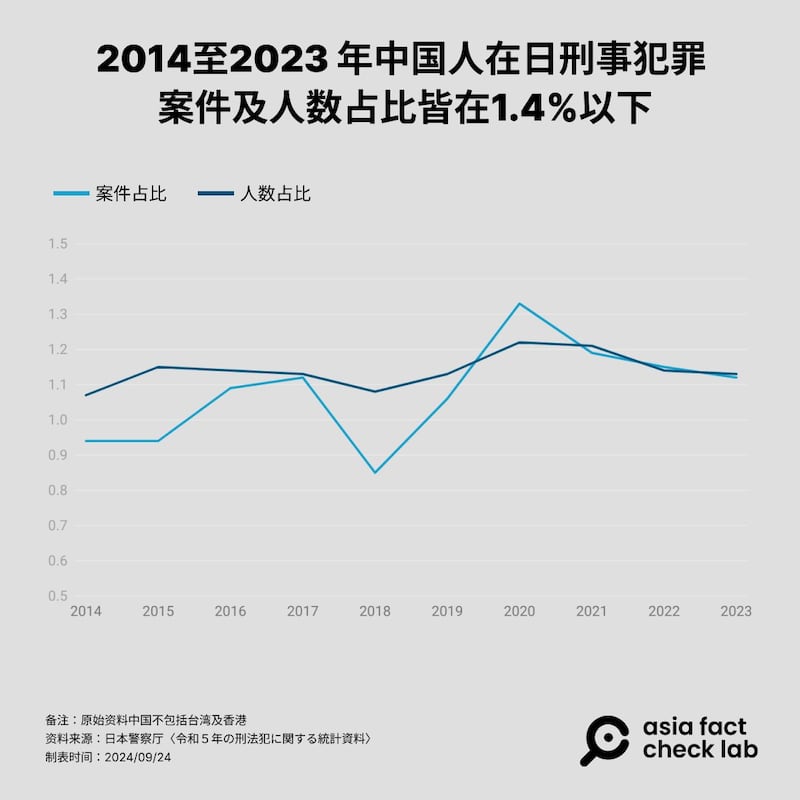 2014至2023 年中国人在日刑事犯罪
案件及人数占比皆在1.4%以下
案件占比 人数占比
1.5
1.4
1.3
1.2
1.1
1.0
0.9
0.8
0.7
0.6
0.5
2014 2015 2016 2017 2018 2019 2020 2021 2022 2023
备注：原始资料中国不包括台湾及香港
资料来源：日本警察厅〈令和５年の刑法犯に関する統計資料〉
制表时间：2024/09/24
asia fact
check lab